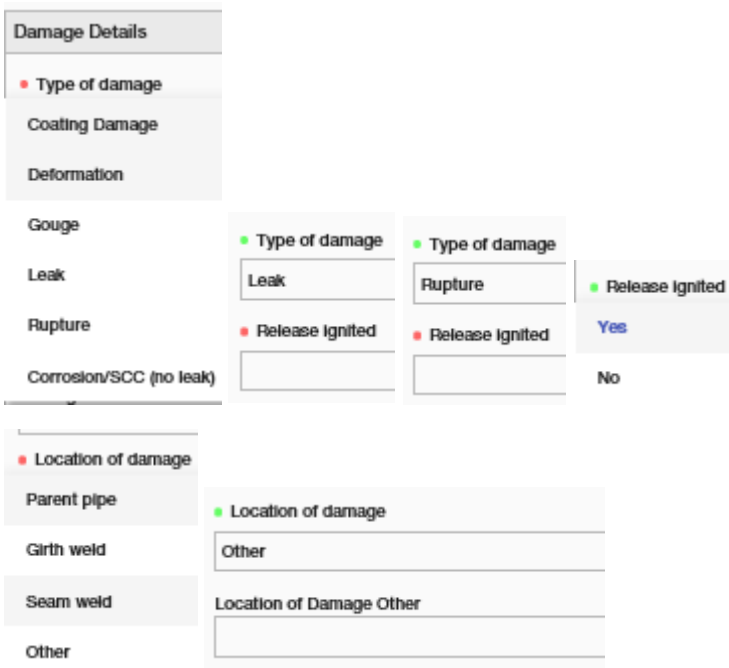 Damage Details
Type of damage
Coating Damage
Deformation
Gouge
Leak
Rupture
Corrosion/SCC (no leak)
Type of damage
Leak
Release Ignited
Type of damage
Rupture
Release Ignited
Release Ignited
Yes
No
Location of damage
Parent pipe
Girth weld
Seam weld
Other
Location of damage
Other
Location of Damage Other